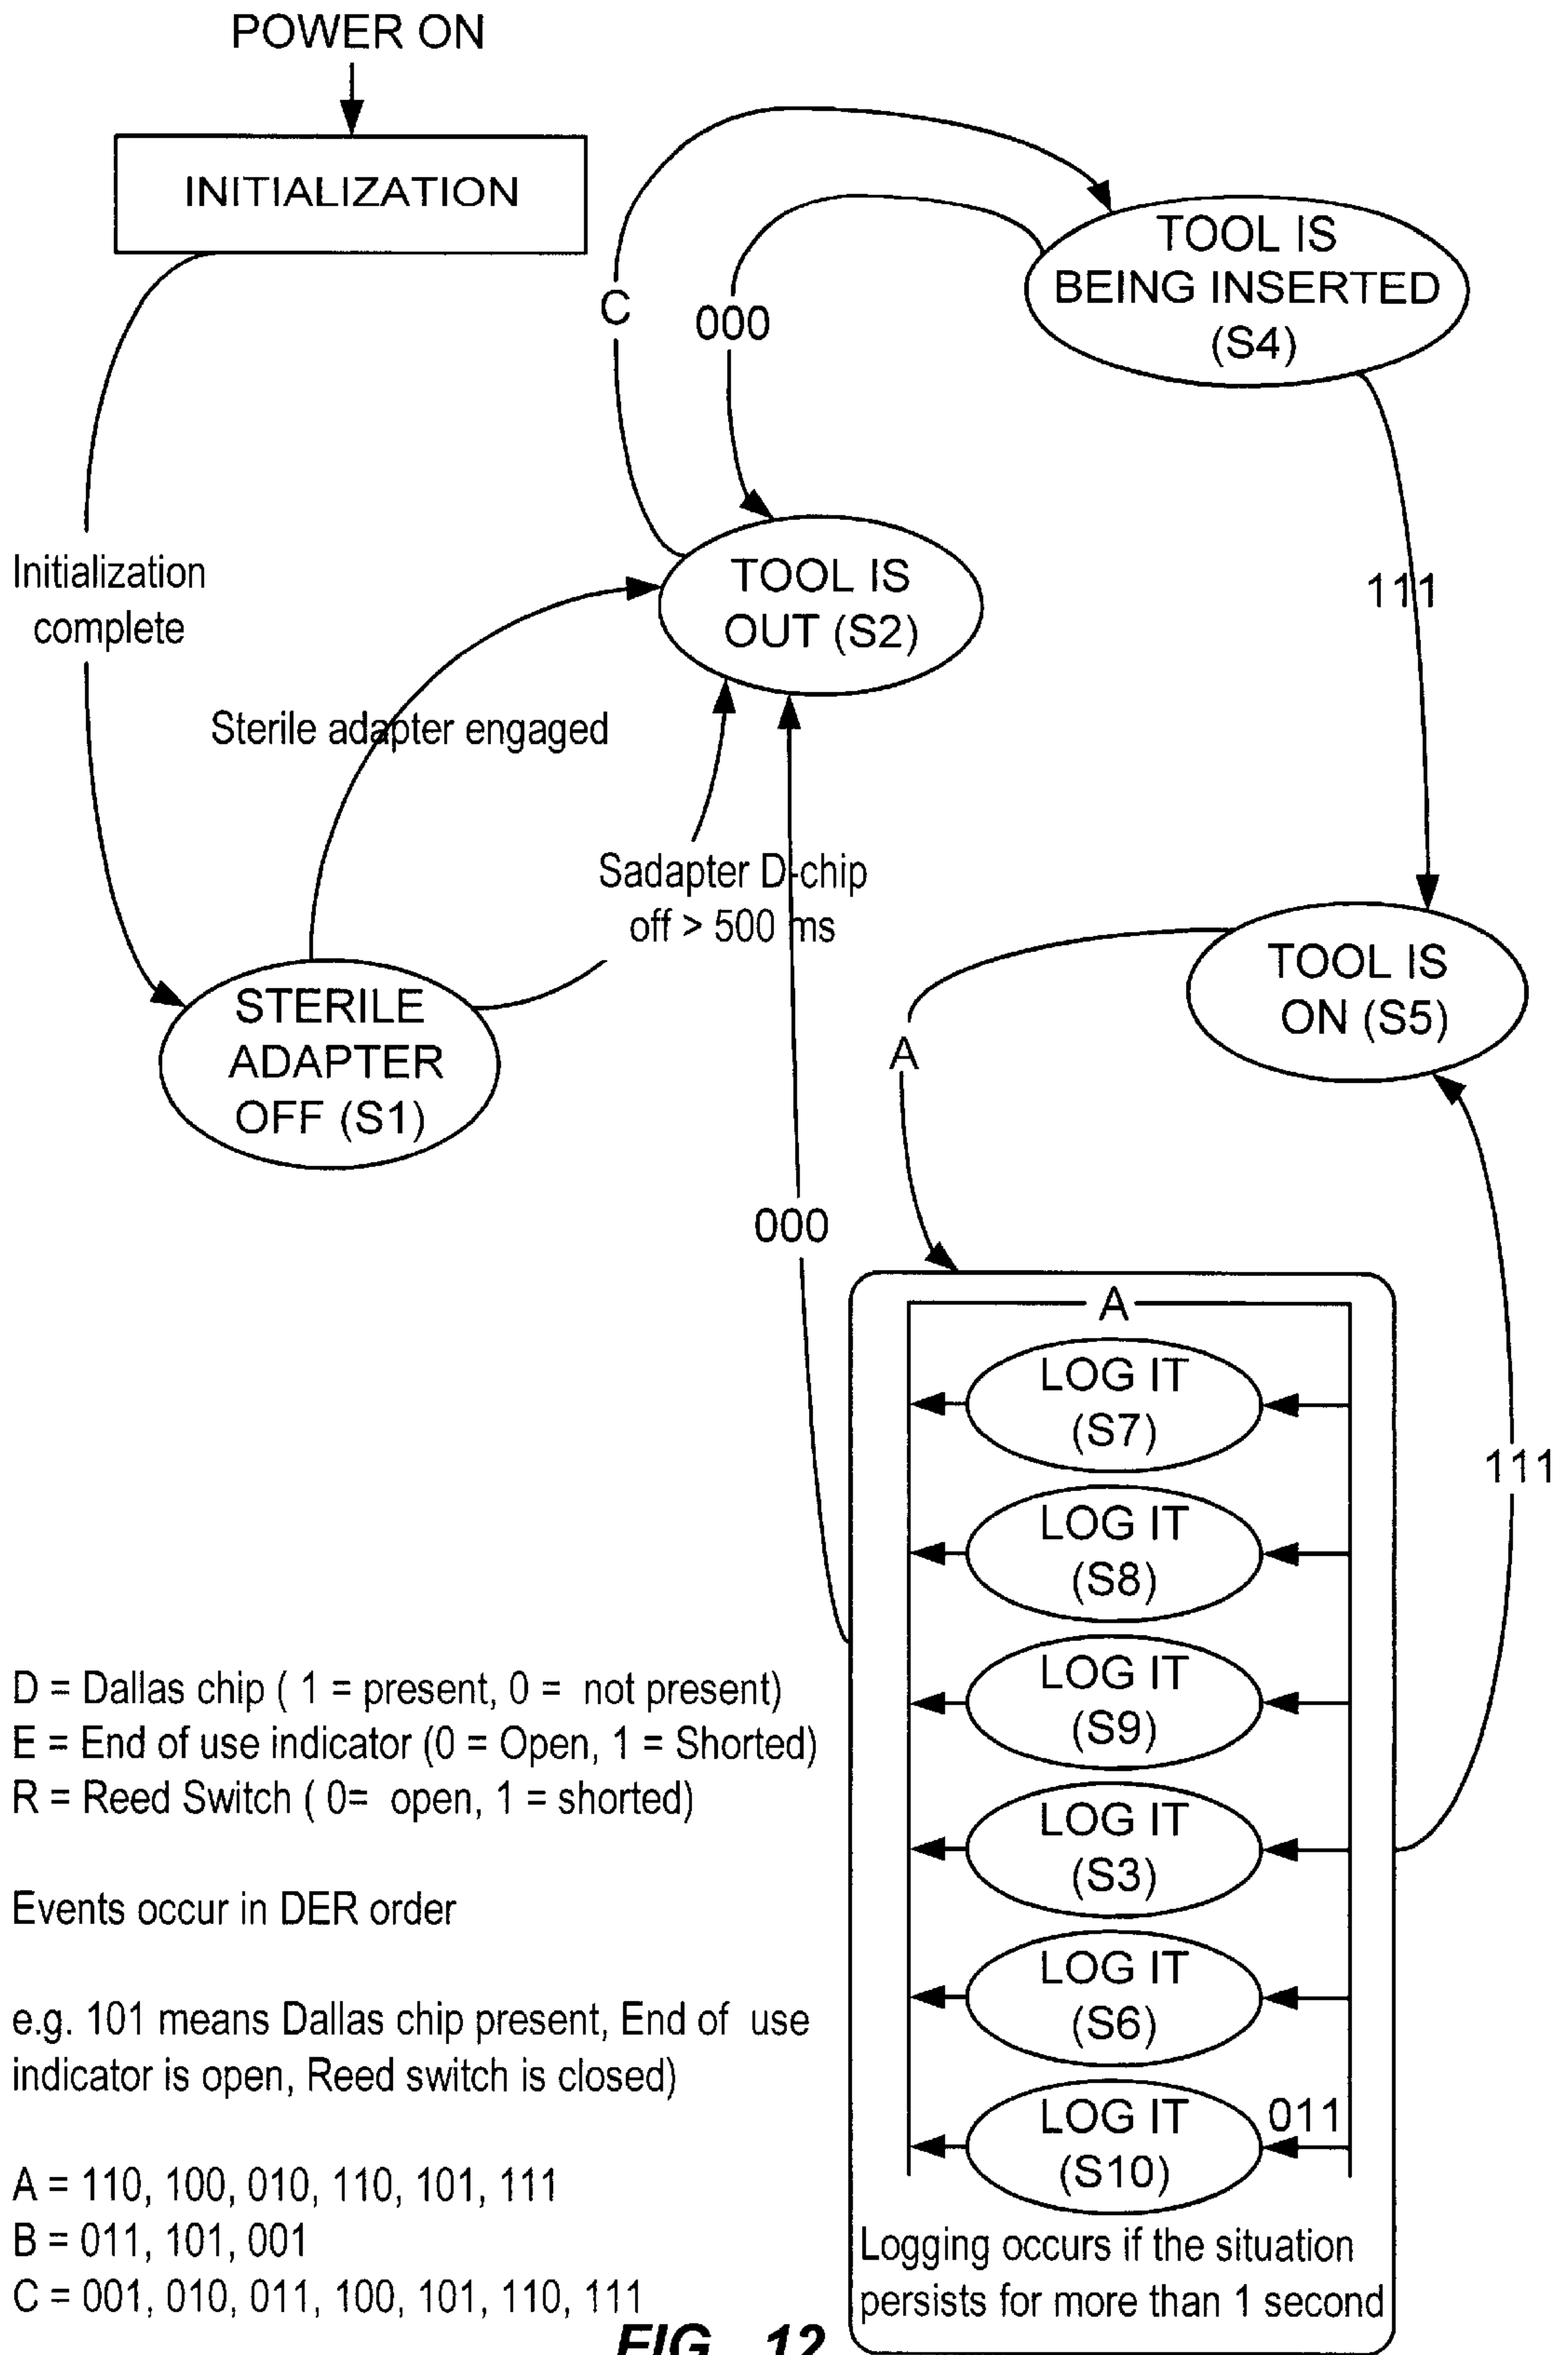 POWER ON
INITIALIZATION
TOOL IS
BEING INSERTED
(S4)
C
000
Initialization
complete
TOOL IS
OUT (S2)
111
Sterile adapter engaged
Sadapter D-chip
off > 500 ms
TOOL IS
ON (S5)
STERILE
ADAPTER
OFF (S1)
A
000
A
LOG IT
(S7)
111
LOG IT
(S8)
LOG IT
(S9)
LOG IT
(S3)
LOG IT
(S6)
LOG IT
(S10)
011
Logging occurs if the situation
persists for more than 1 second
D = Dallas chip ( 1 = present, 0 = not present)
E = End of use indicator (0 = Open, 1 = Shorted)
R = Reed Switch ( 0= open, 1 = shorted)
Events occur in DER order
e.g. 101 means Dallas chip present, End of use
indicator is open, Reed switch is closed)
A = 110, 100, 010, 110, 101, 111
B = 011, 101, 001
C = 001, 010, 011, 100, 101, 110, 111
FIG._12